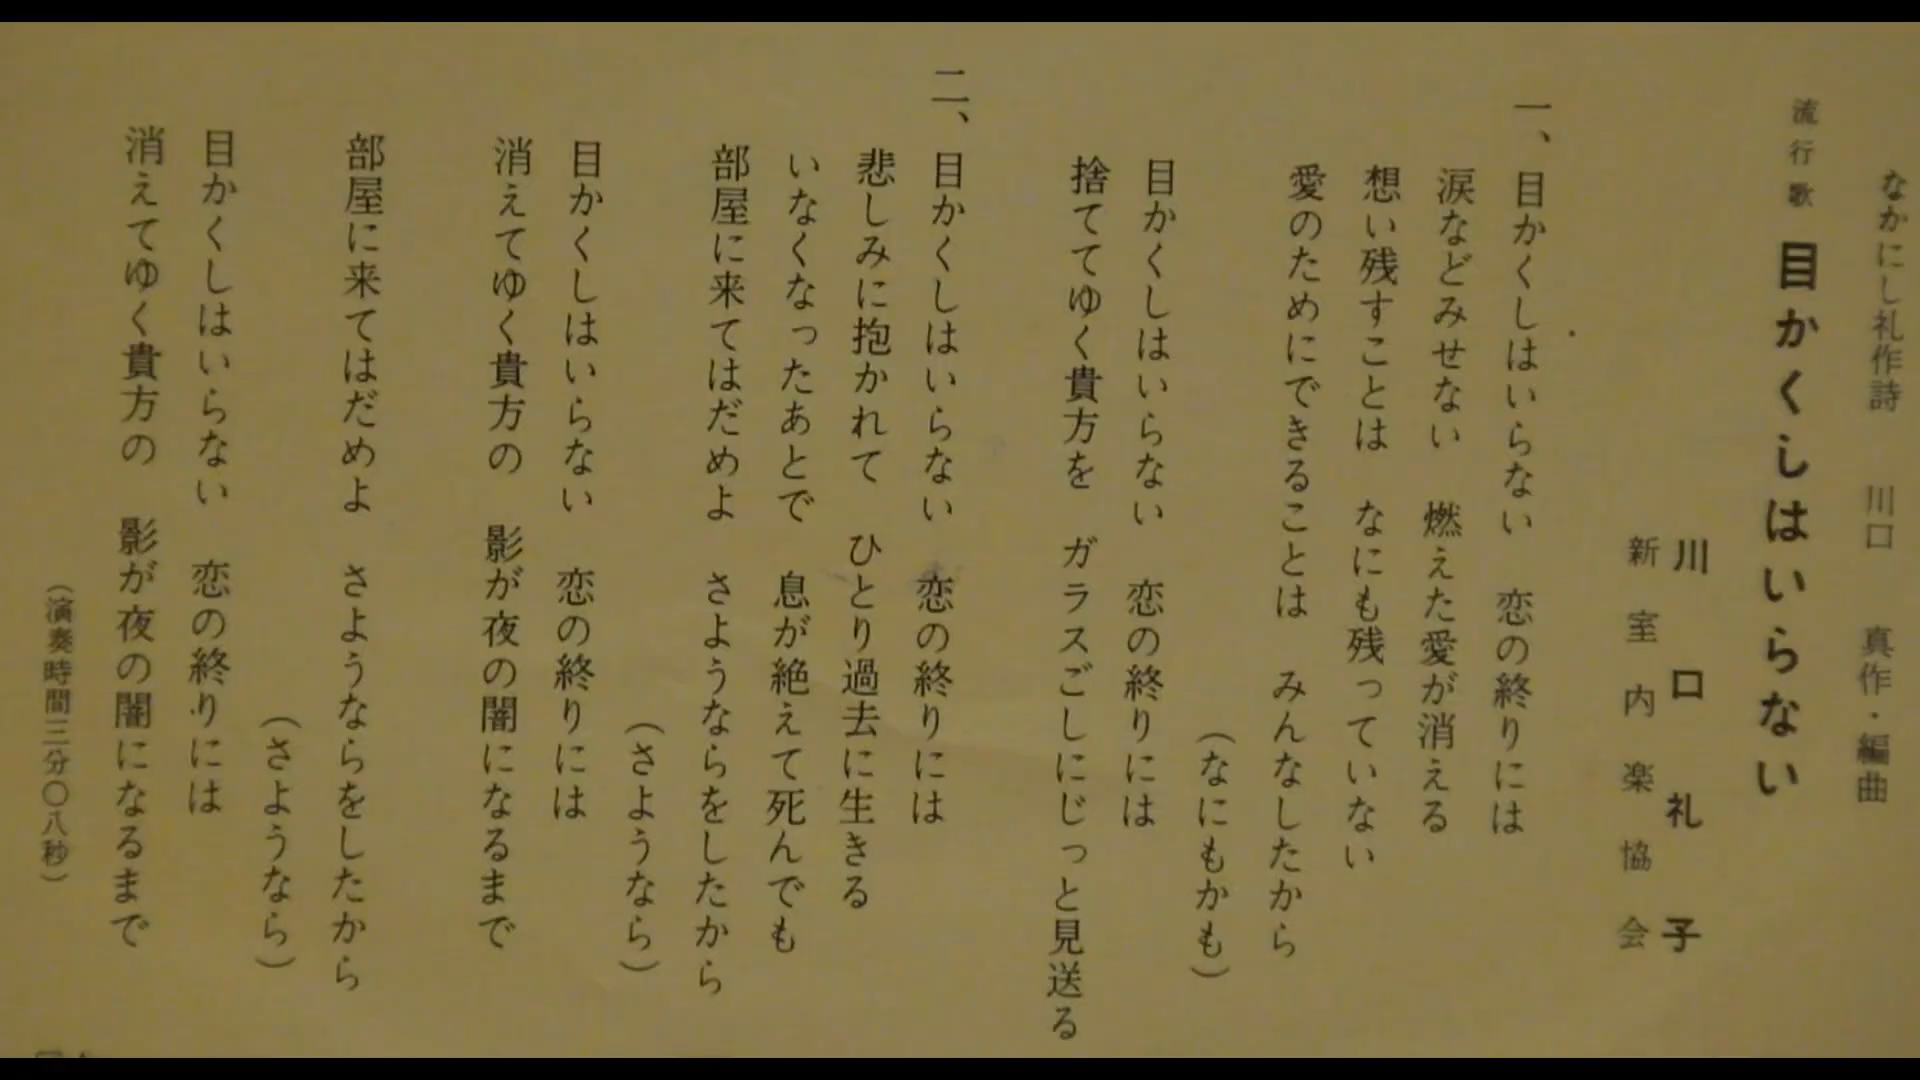 なかにし礼作詩　川口　真作・編曲
流行歌　目かくしはいらない
川口礼子
新室内楽協会
一、目かくしはいらない　恋の終りには
涙などみせない　燃えた愛が消える
想い残すことは　なにも残っていない
愛のためにできることは　みんなしたから
（なにもかも）
目かくしはいらない　恋の終りには
捨ててゆく貴方を　ガラスごしにじっと見送る
二、目かくしはいらない　恋の終りには
悲しみに抱かれて　ひとり過去に生きる
いなくなったあとで　息が絶えて死んでも
部屋に来てはだめよ　さようならをしたから
（さようなら）
目かくしはいらない　恋の終りには
消えてゆく貴方の　影が夜の闇になるまで
部屋に来てはだめよ　さようならをしたから
（さようなら）
目かくしはいらない　恋の終りには
消えてゆく貴方の　影が夜の闇になるまで
（演奏時間三分〇八秒）